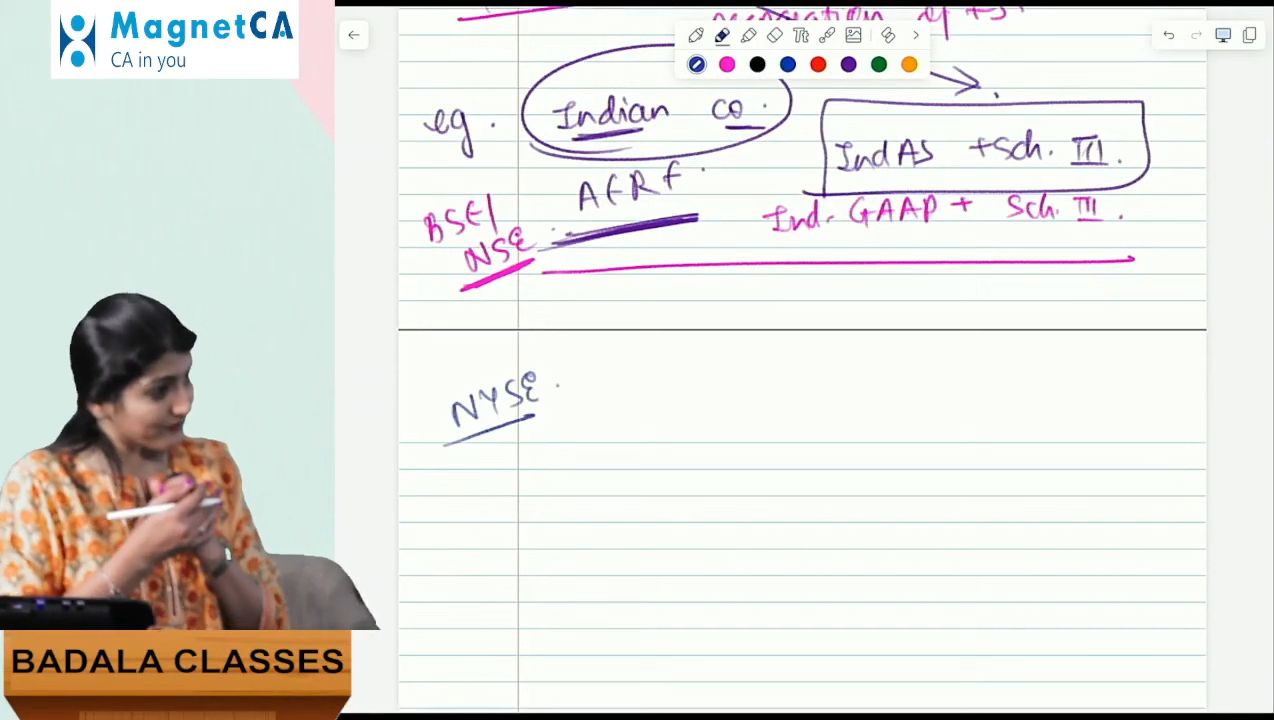 MagnetCA
CA in you
eg. Indian co.
IndAS + Sch. III.
AFRF.
Ind. GAAP + Sch. III.
BSE/
NSE
NYSE.
BADALA CLASSES